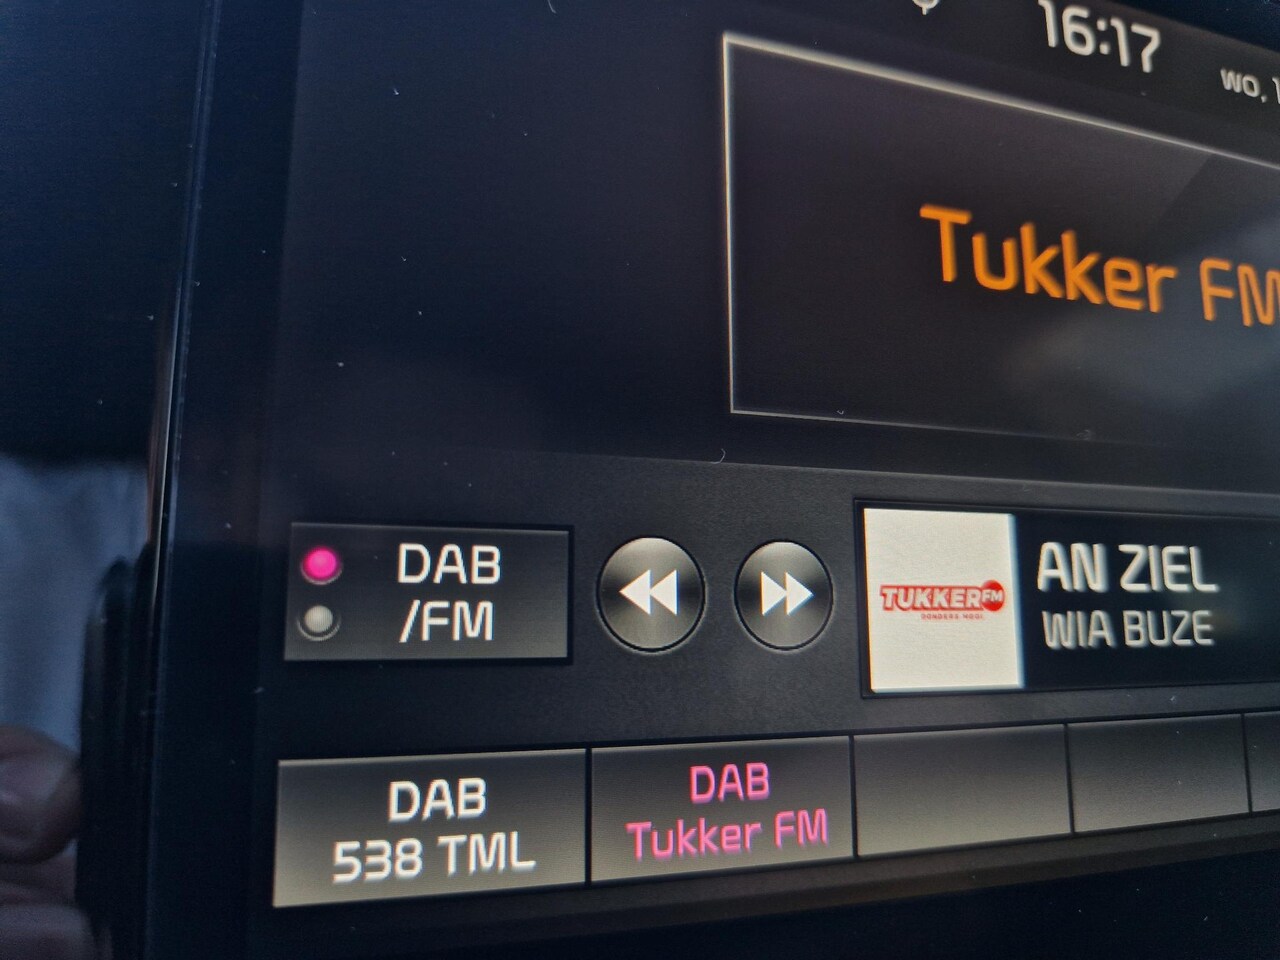 16:17
WO, 1
Tukker FM
DAB
/FM
TUKKER FM
AN ZIEL
WIA BUZE
DAB
538 TML
DAB
Tukker FM